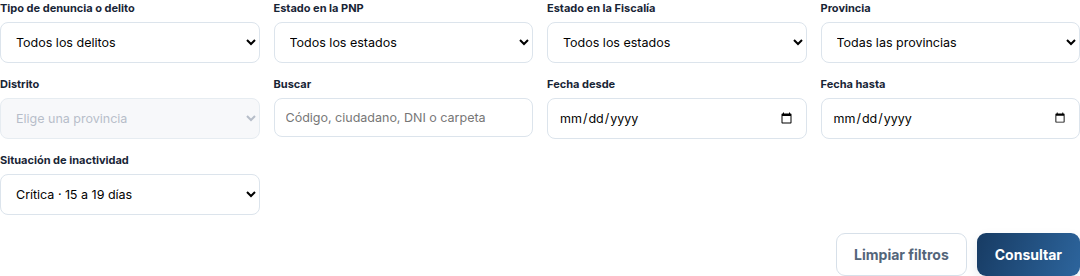 Tipo de denuncia o delito
Estado en la PNP
Estado en la Fiscalía
Provincia
Todos los delitos
Todos los estados
Todos los estados
Todas las provincias
Distrito
Buscar
Fecha desde
Fecha hasta
Elige una provincia
Código, ciudadano, DNI o carpeta
mm/dd/yyyy
mm/dd/yyyy
Situación de inactividad
Crítica · 15 a 19 días
Limpiar filtros
Consultar